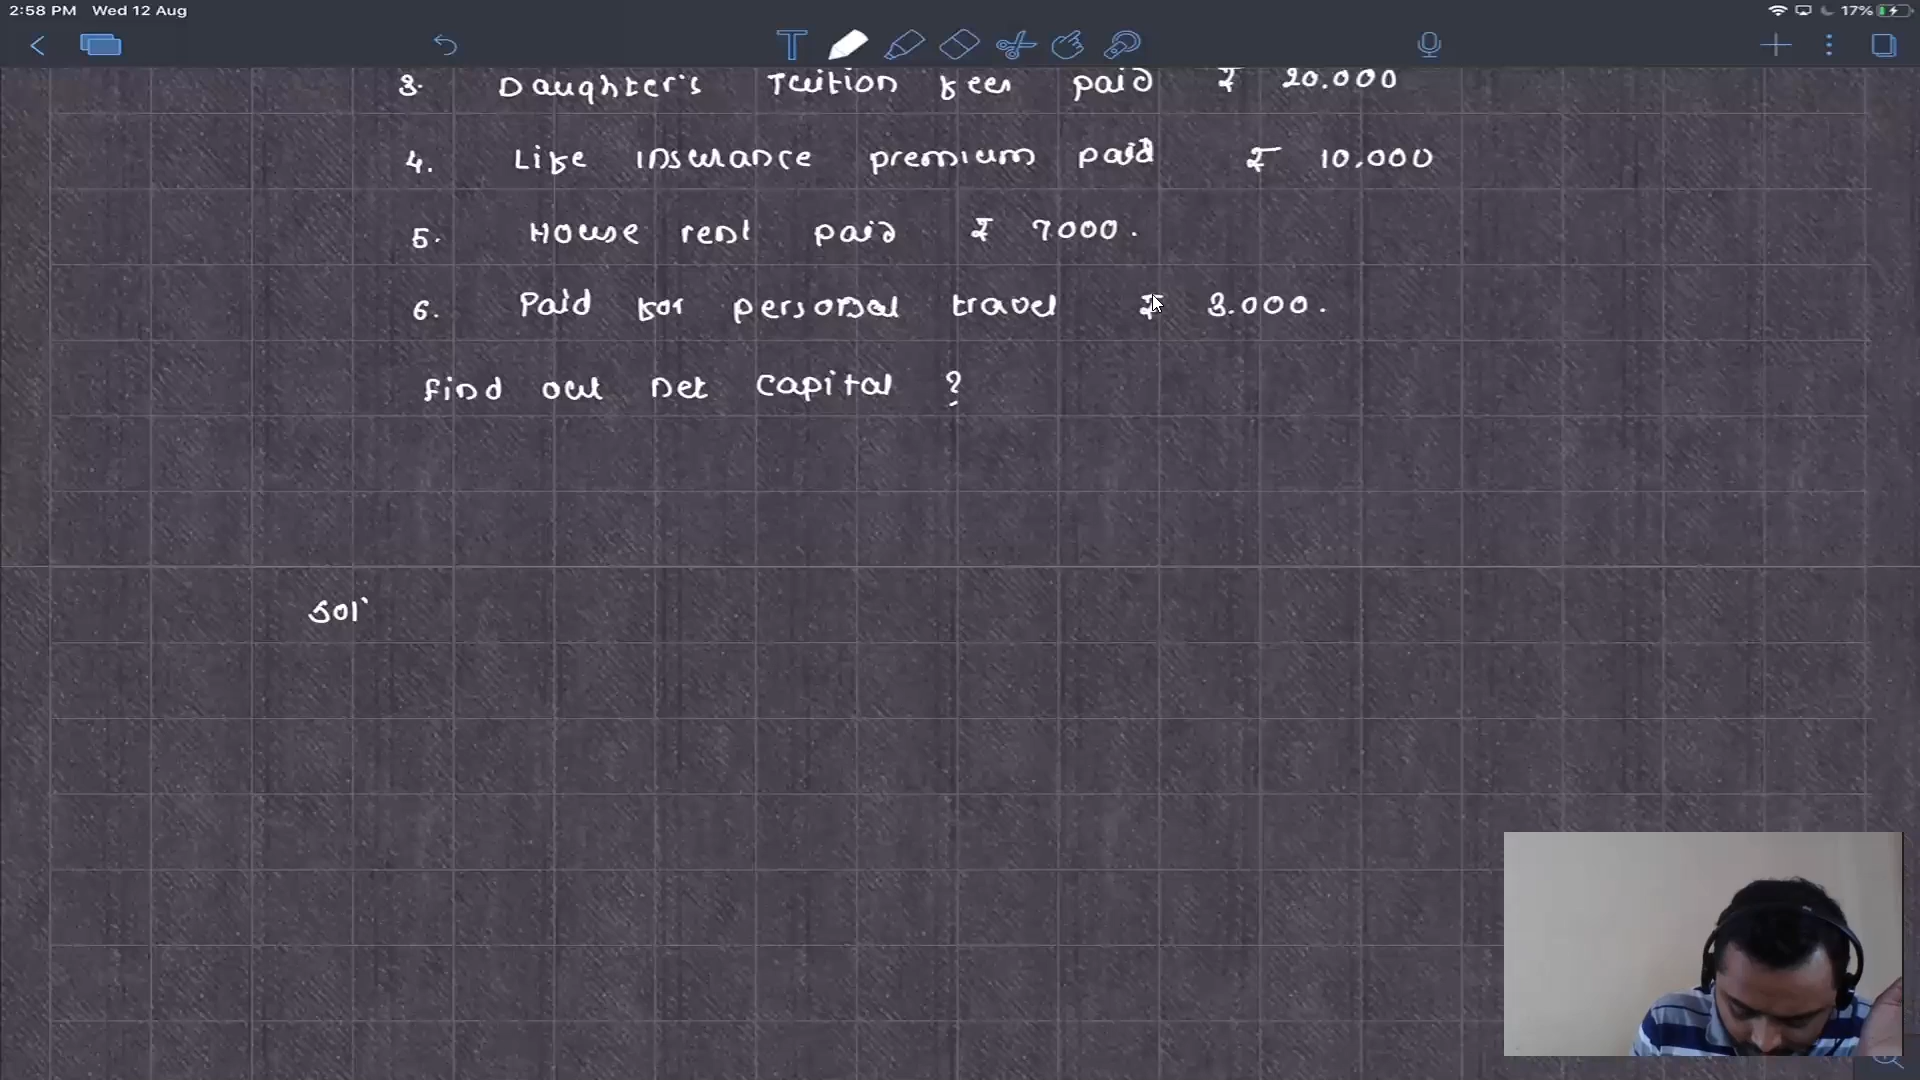 2:58 PM Wed 12 Aug
17%
T
3. Daughter's Tuition fees paid ₹ 20.000
4. Life insurance premium paid ₹ 10,000
5. House rent paid ₹ 7000.
6. Paid for personal travel ₹ 3.000.
Find out net capital ?
Sol`